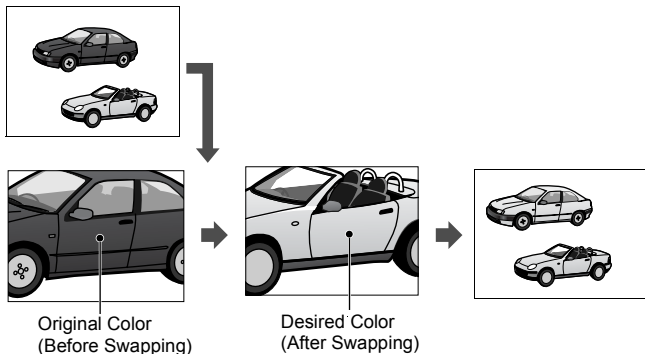 Original Color
(Before Swapping)
Desired Color
(After Swapping)